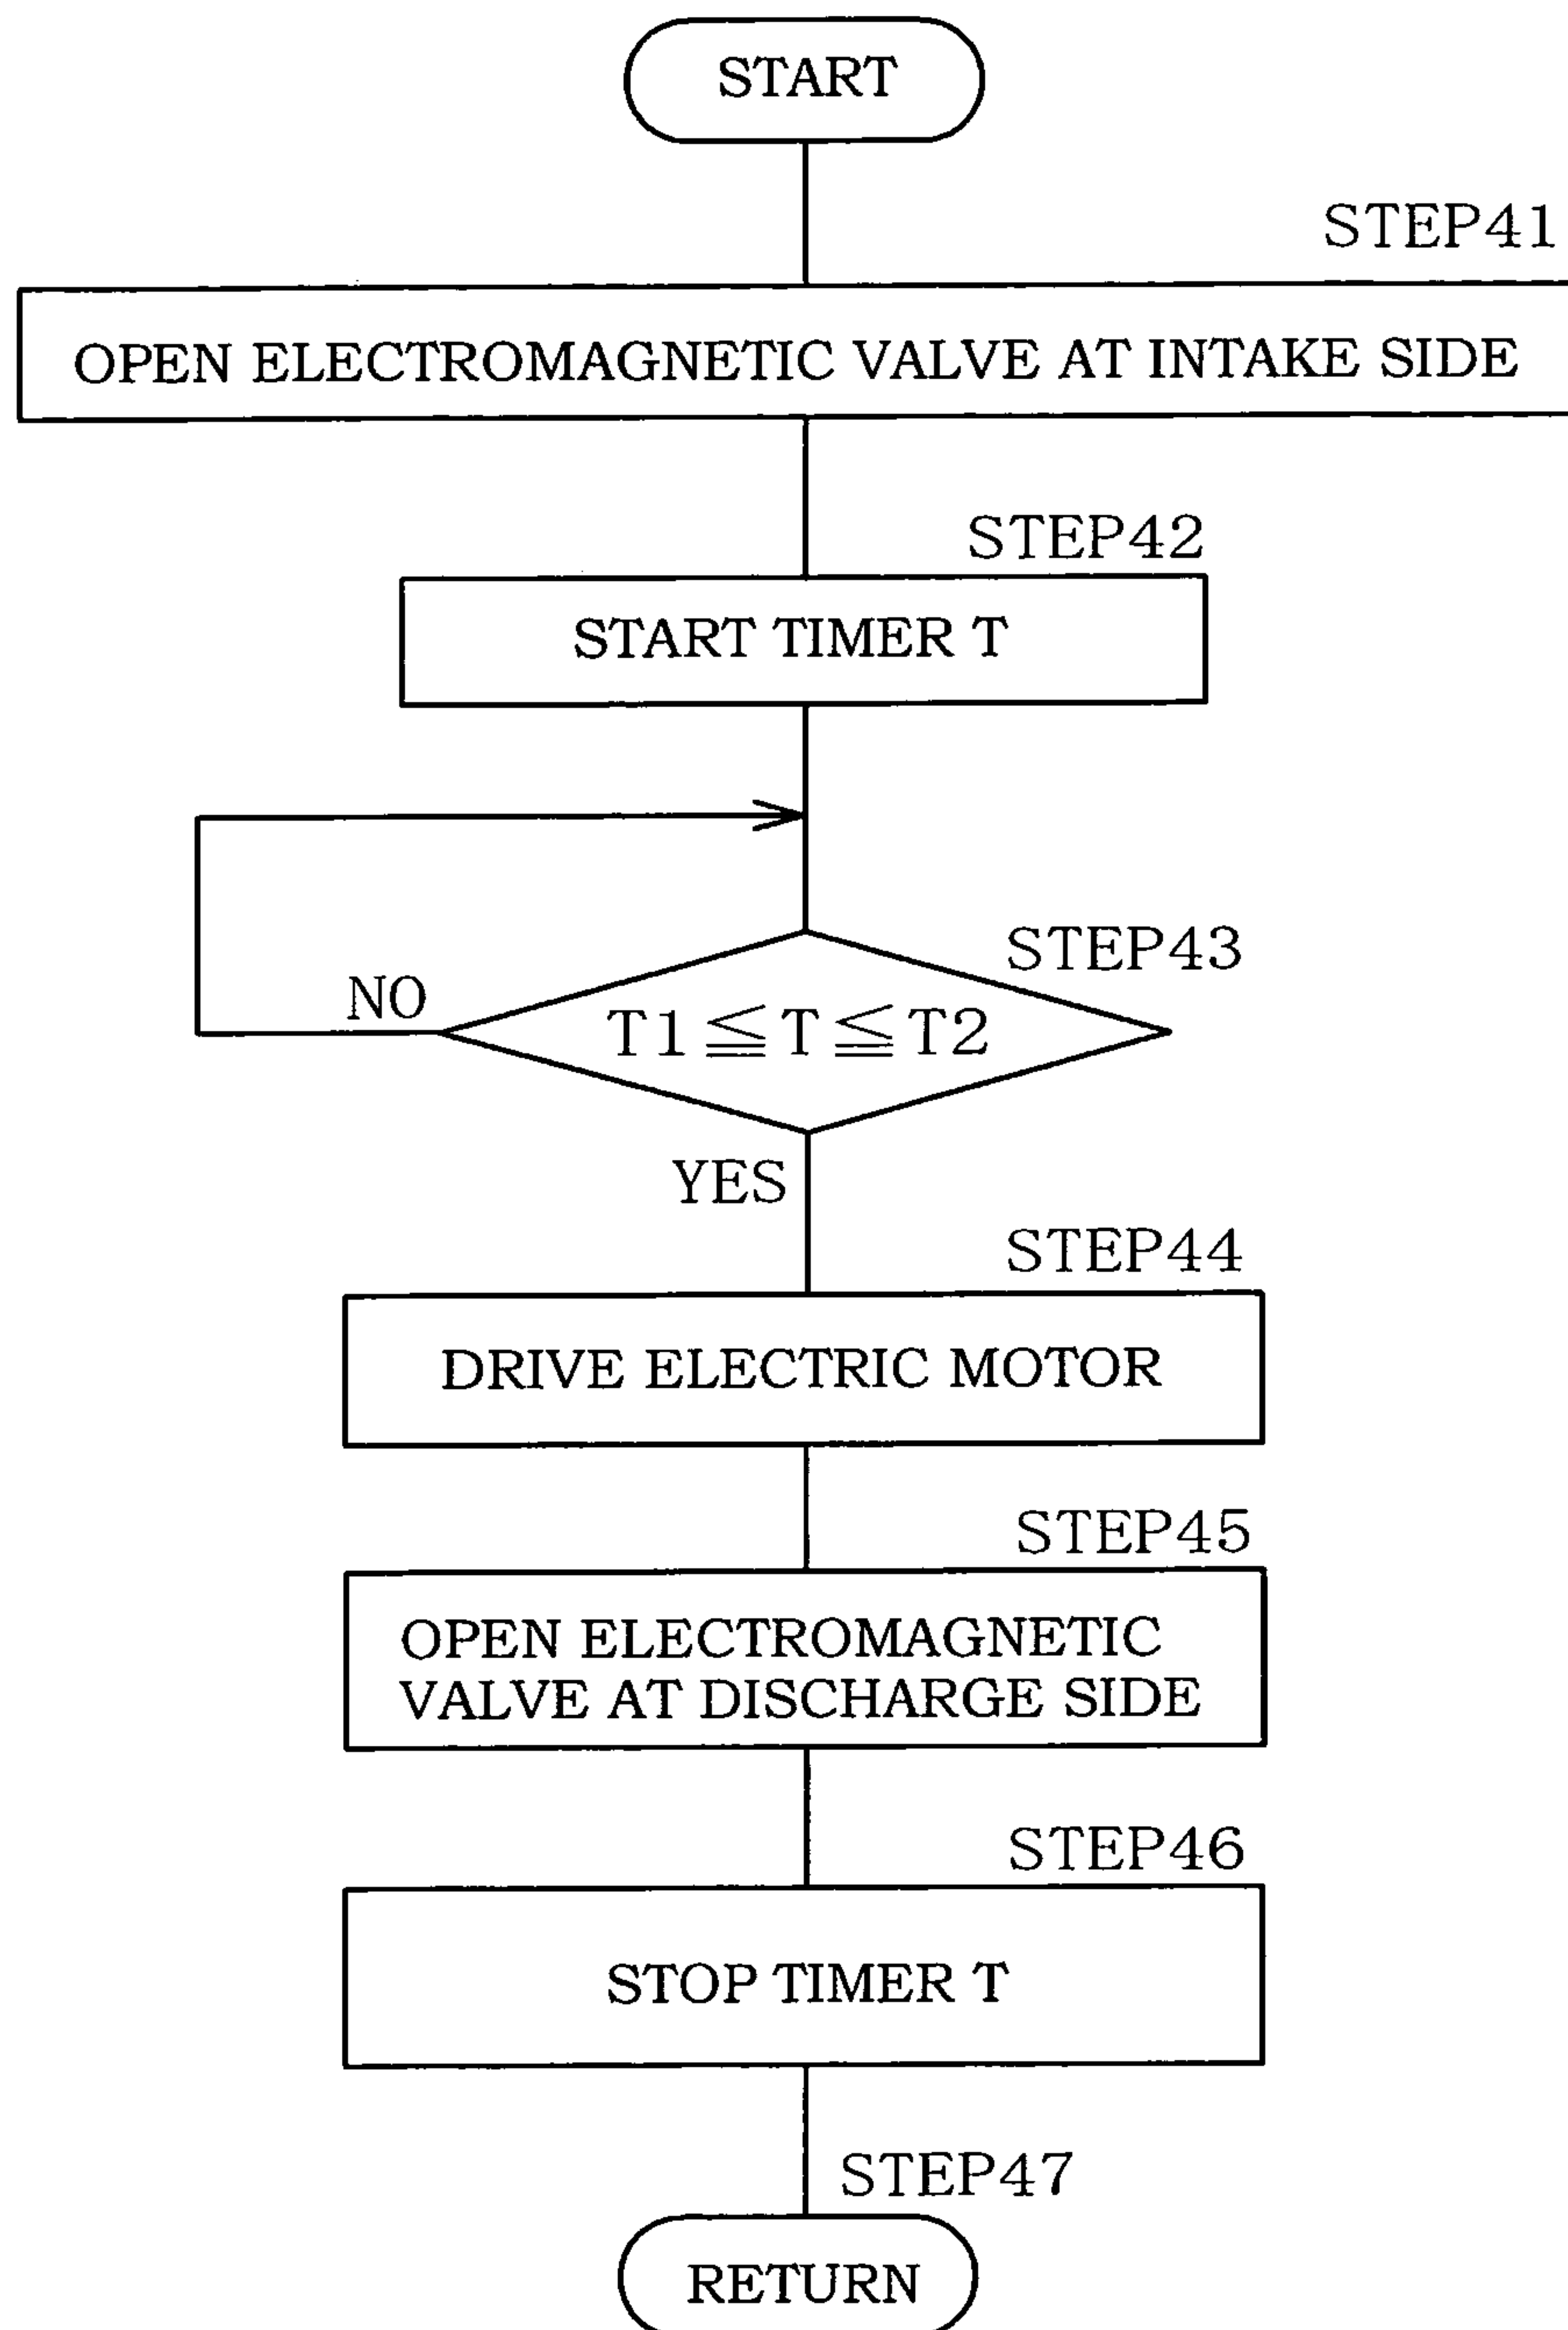 START
STEP41
OPEN ELECTROMAGNETIC VALVE AT INTAKE SIDE
STEP42
START TIMER T
STEP43
NO
T1≦T≦T2
YES
STEP44
DRIVE ELECTRIC MOTOR
STEP45
OPEN ELECTROMAGNETIC
VALVE AT DISCHARGE SIDE
STEP46
STOP TIMER T
STEP47
RETURN